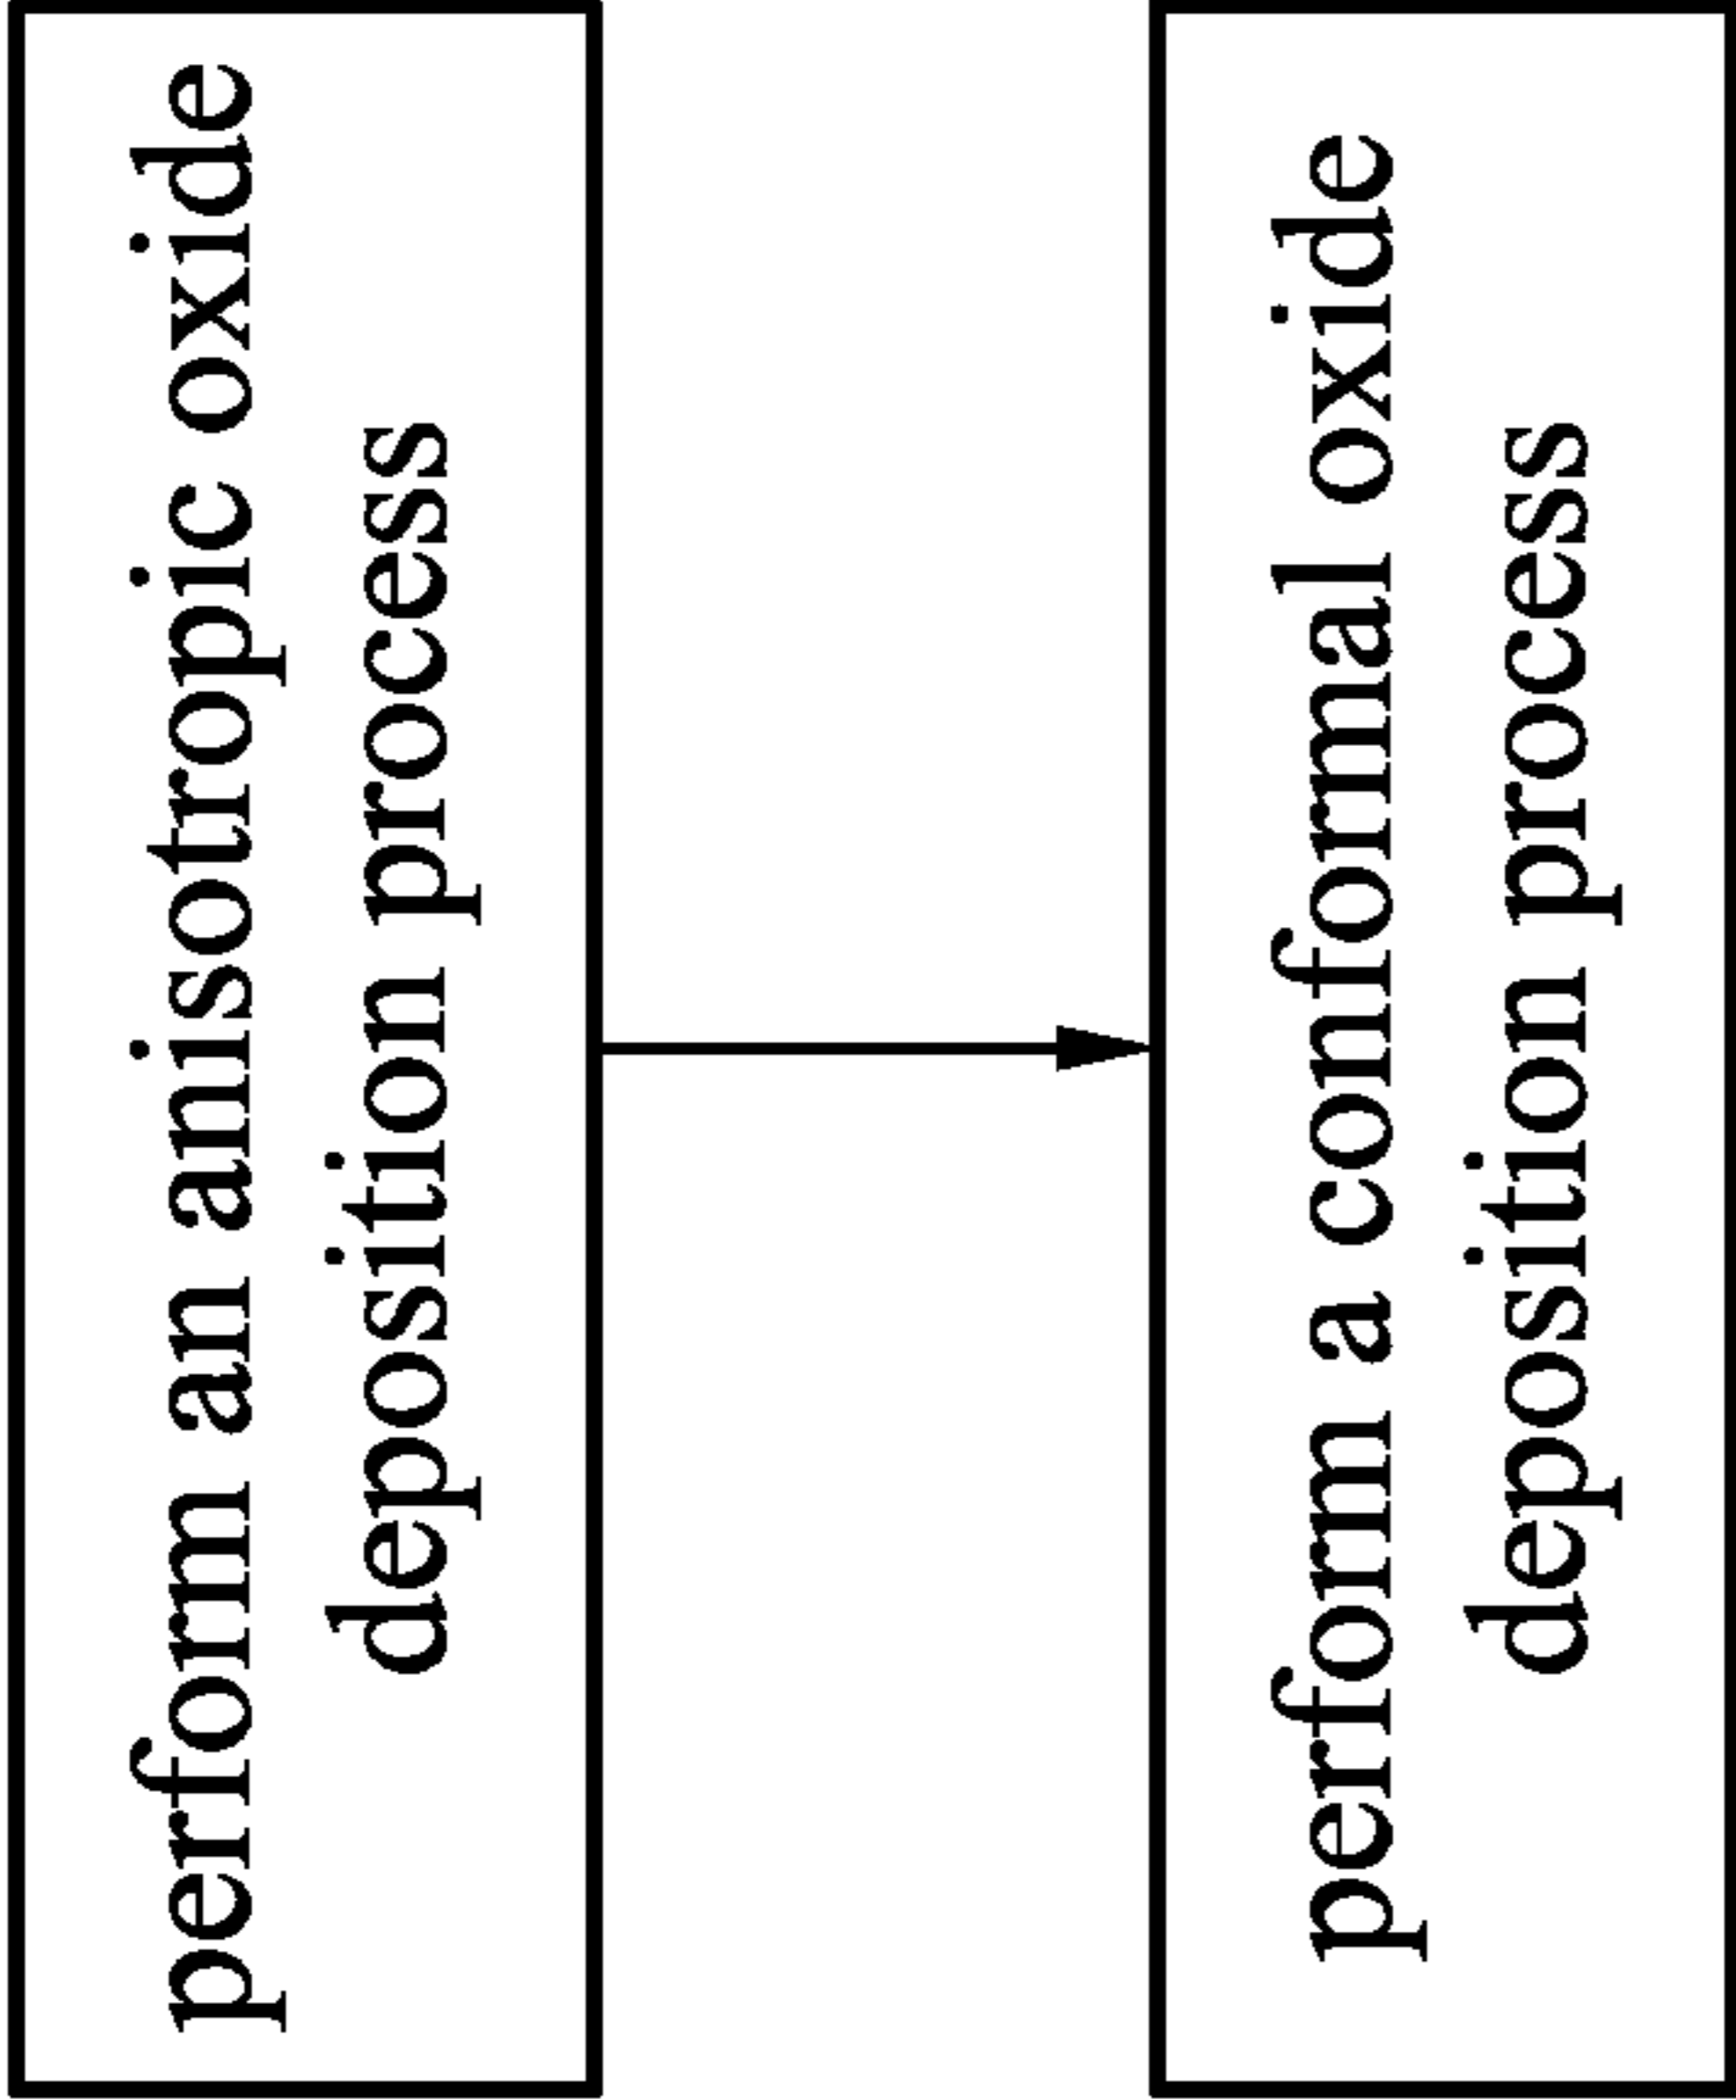 perform an anisotropic oxide
deposition process
perform a conformal oxide
deposition process